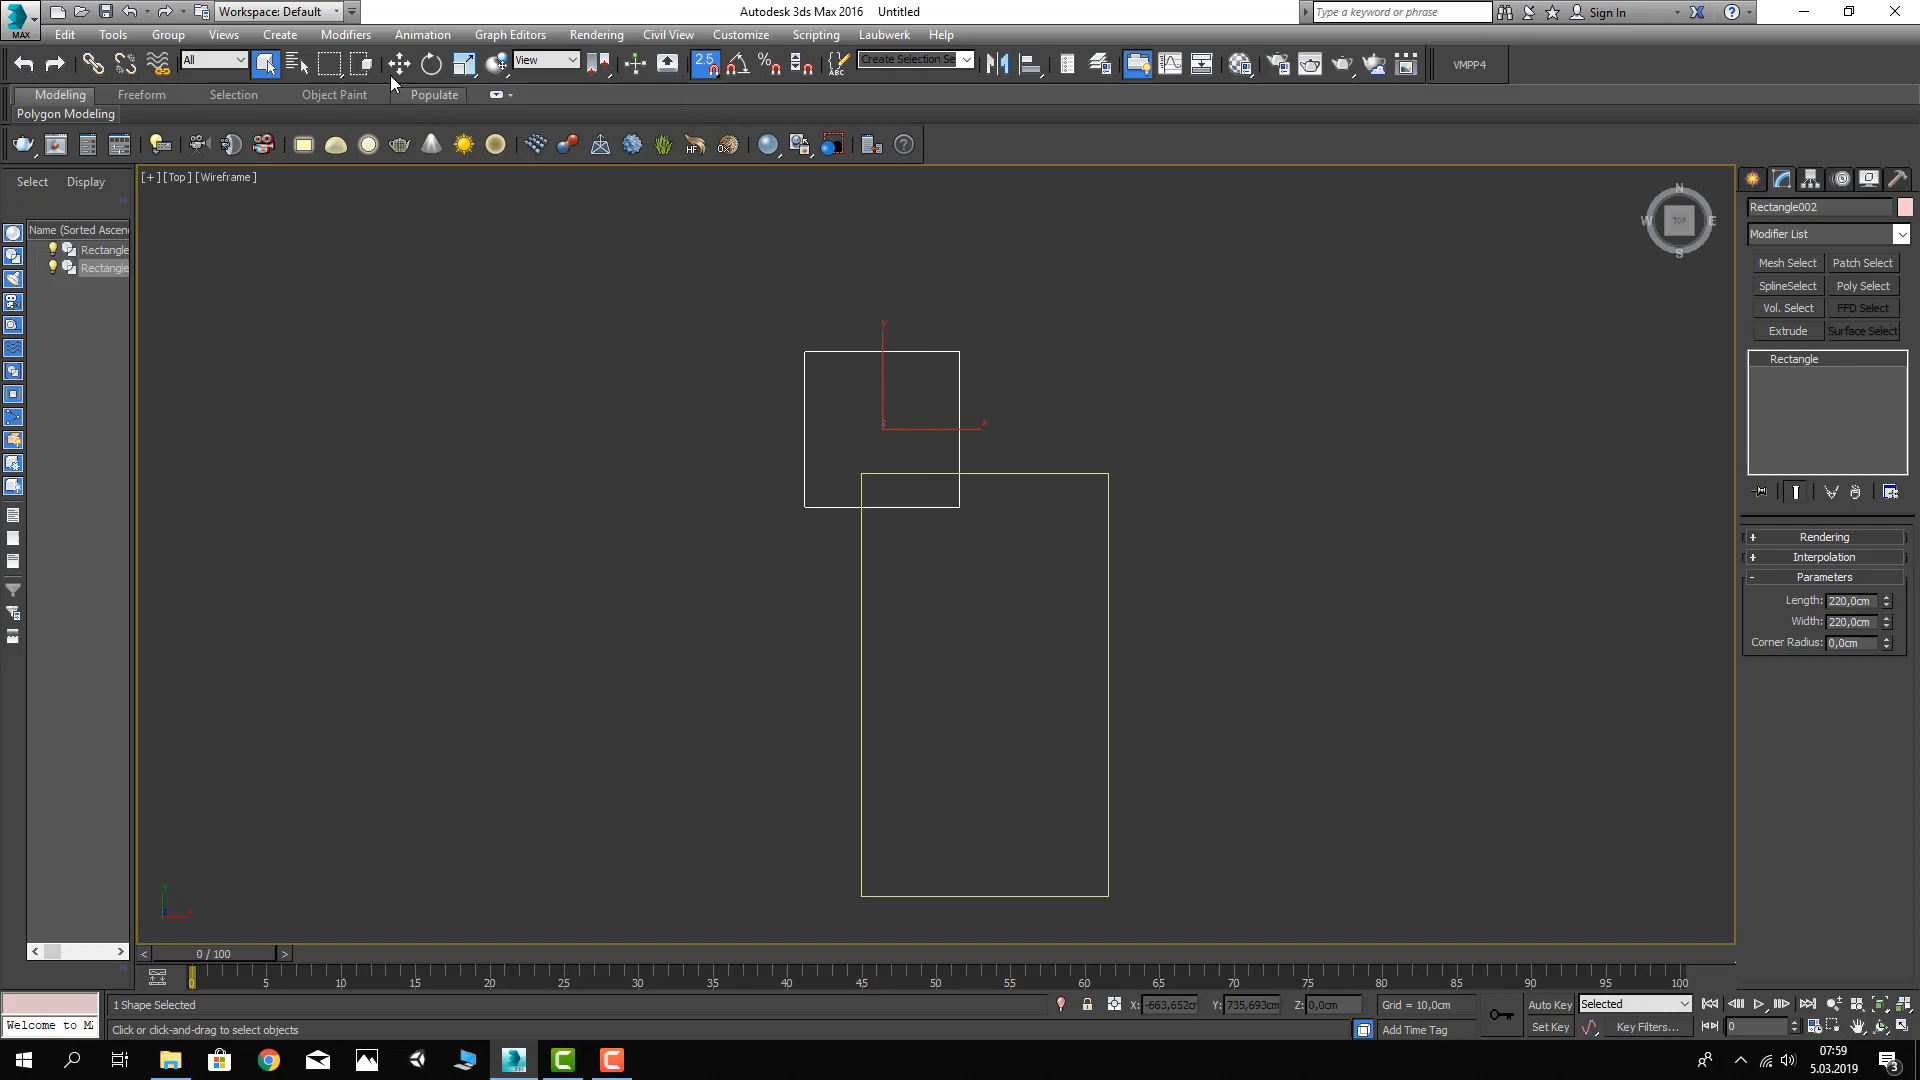 Workspace: Default
Autodesk 3ds Max 2016 Untitled
Type a keyword or phrase
Sign In
MAX
Edit Tools Group Views Create Modifiers Animation Graph Editors Rendering Civil View Customize Scripting Laubwerk Help
All
View
2.5
ABC
Create Selection Se
VMPP4
Modeling Freeform Selection Object Paint Populate
Polygon Modeling
HF
Select Display
[+] [Top] [Wireframe]
Name (Sorted Ascen
Rectangle
Rectangle
N
W TOP E
S
y
z
x
Rectangle002
Modifier List
Mesh Select Patch Select
SplineSelect Poly Select
Vol. Select FFD Select
Extrude Surface Select
Rectangle
+ Rendering
+ Interpolation
- Parameters
Length: 220,0cm
Width: 220,0cm
Corner Radius: 0,0cm
< 0 / 100 >
0 5 10 15 20 25 30 35 40 45 50 55 60 65 70 75 80 85 90 95 100
1 Shape Selected
X: -663,652cr Y: 735,693cm Z: 0,0cm Grid = 10,0cm
Auto Key Selected
Welcome to M
Click or click-and-drag to select objects
Add Time Tag
Set Key Key Filters...
0
07:59
5.03.2019
3